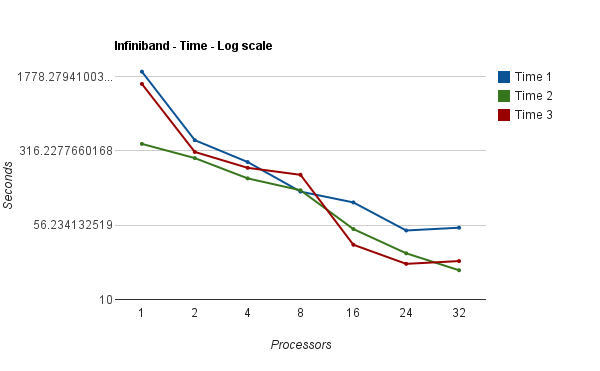 Infiniband - Time - Log scale
1778.27941003...
316.2277660168
56.234132519
10
Seconds
1 2 4 8 16 24 32
Processors
Time 1
Time 2
Time 3